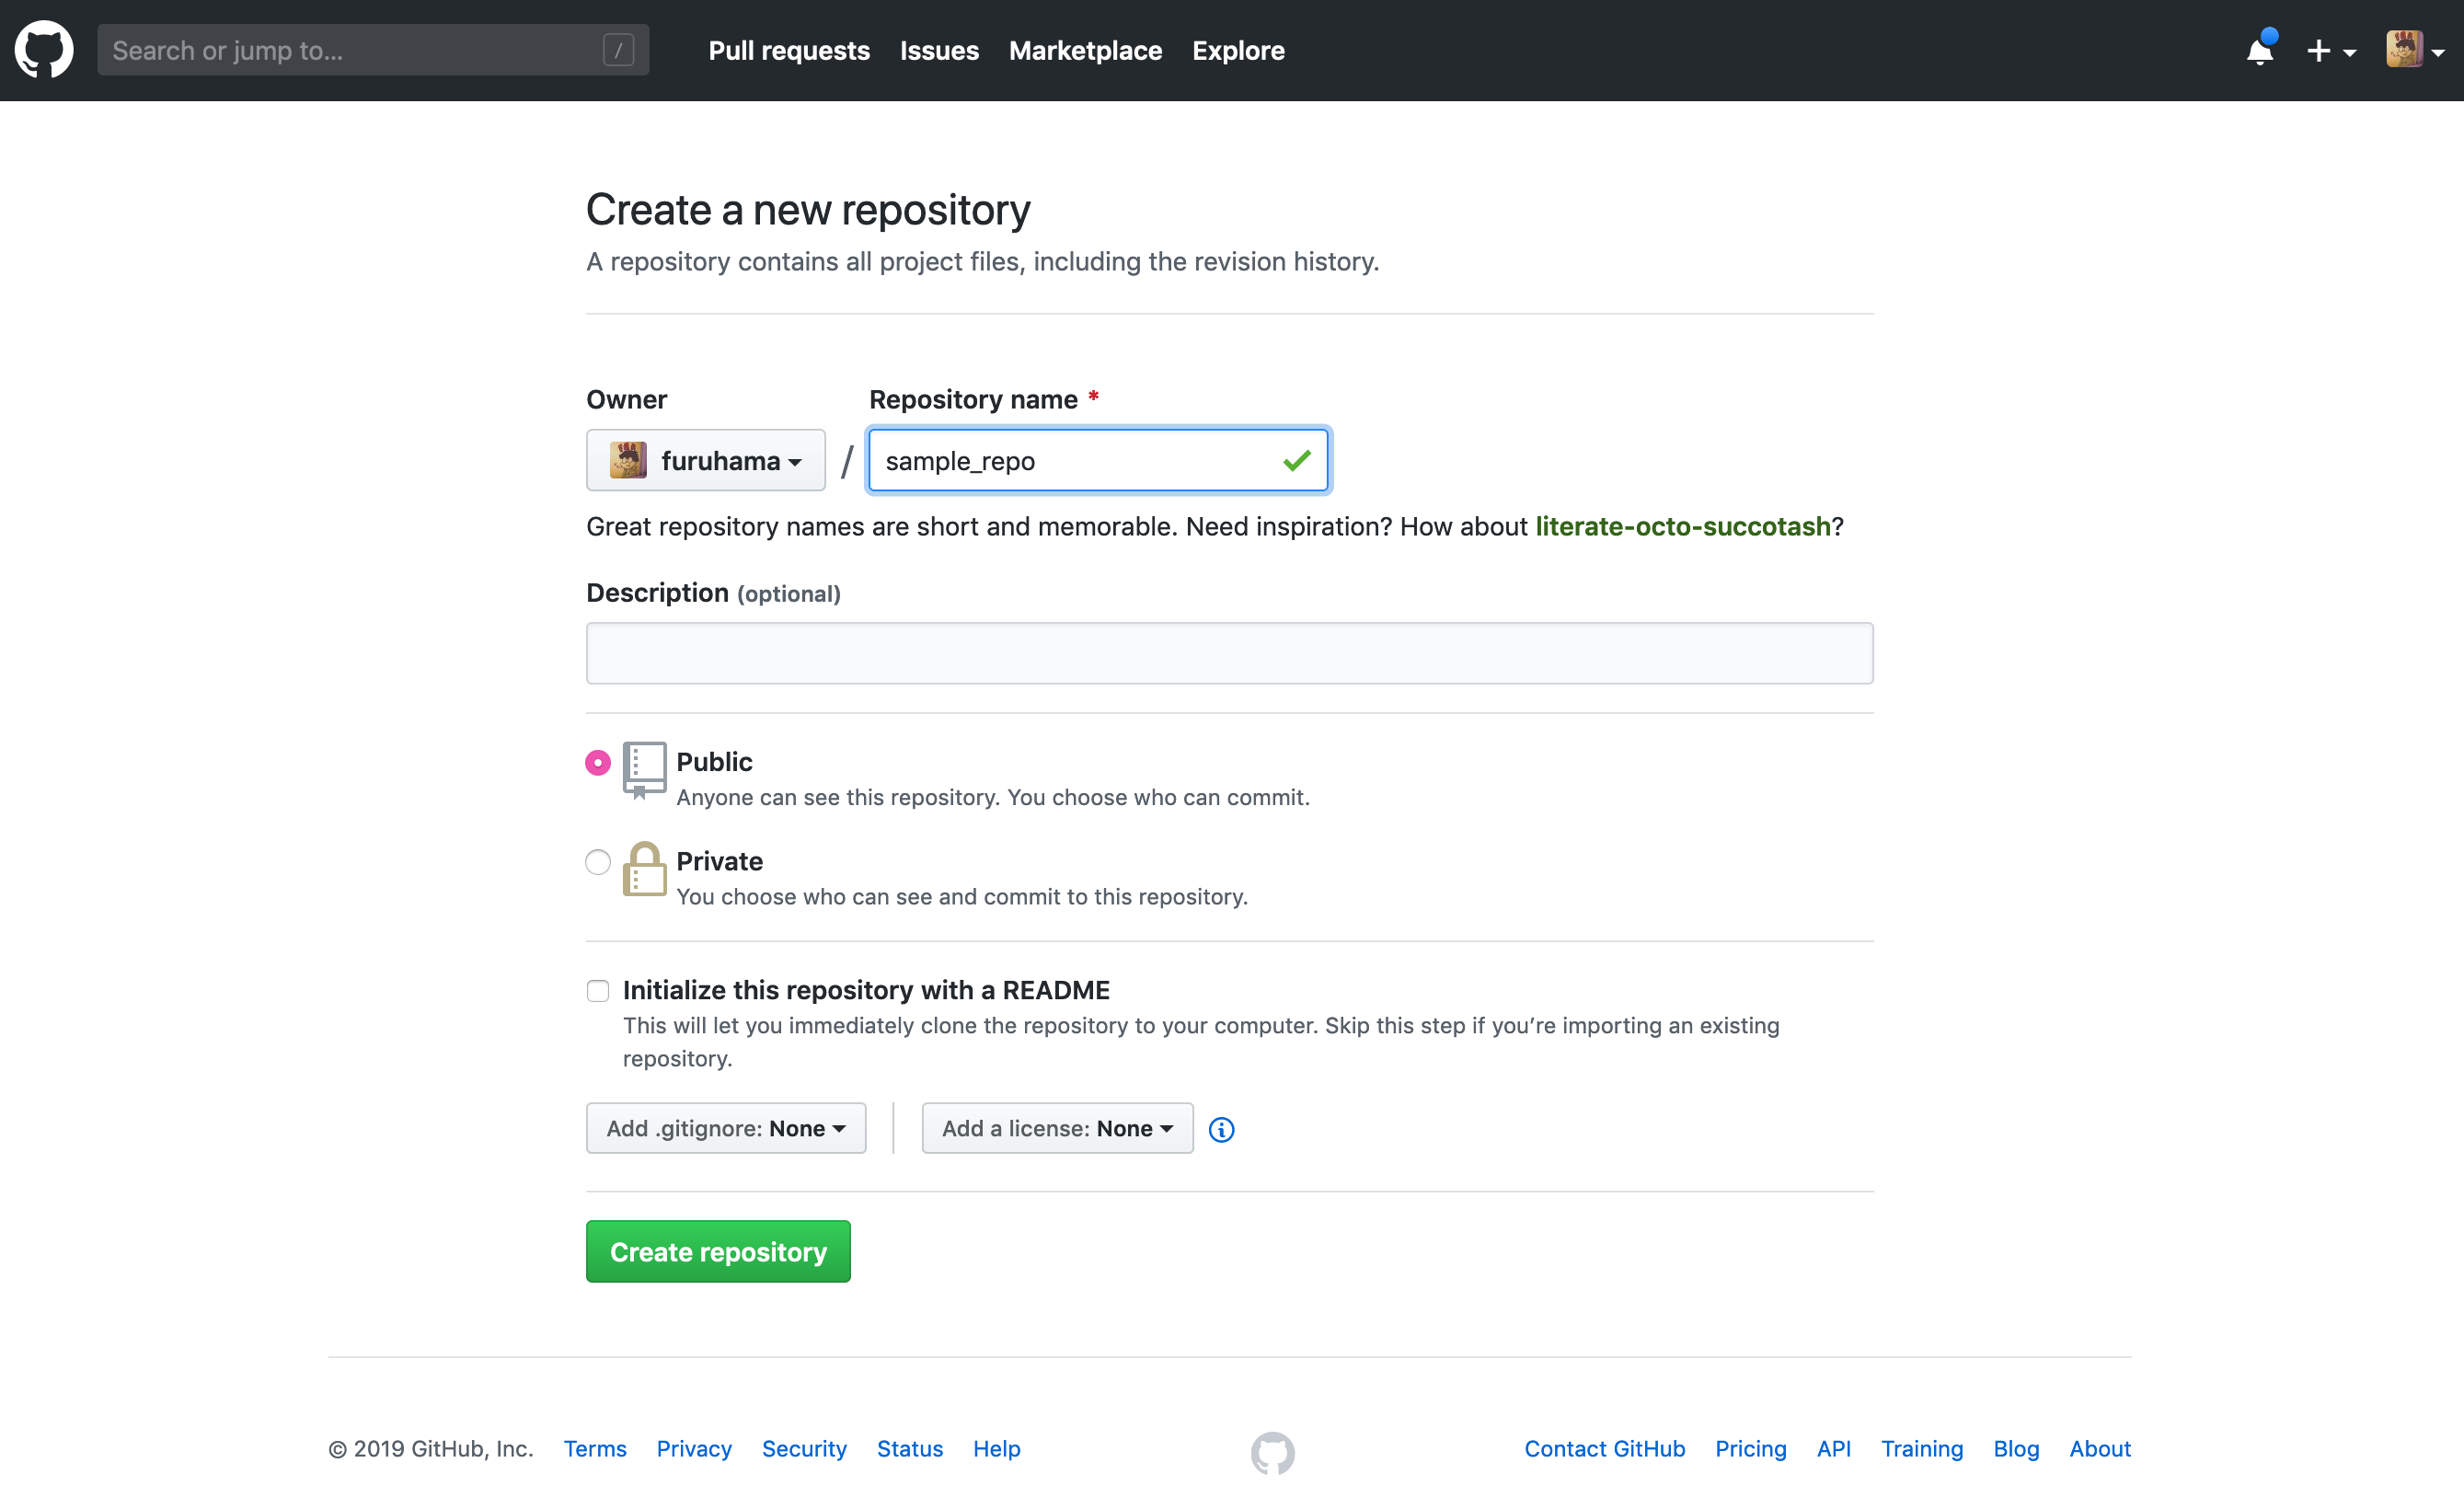 Search or jump to... /
Pull requests Issues Marketplace Explore
Create a new repository
A repository contains all project files, including the revision history.
Owner Repository name *
furuhama / sample_repo
Great repository names are short and memorable. Need inspiration? How about literate-octo-succotash?
Description (optional)
Public
Anyone can see this repository. You choose who can commit.
Private
You choose who can see and commit to this repository.
Initialize this repository with a README
This will let you immediately clone the repository to your computer. Skip this step if you’re importing an existing
repository.
Add .gitignore: None Add a license: None
Create repository
© 2019 GitHub, Inc. Terms Privacy Security Status Help Contact GitHub Pricing API Training Blog About